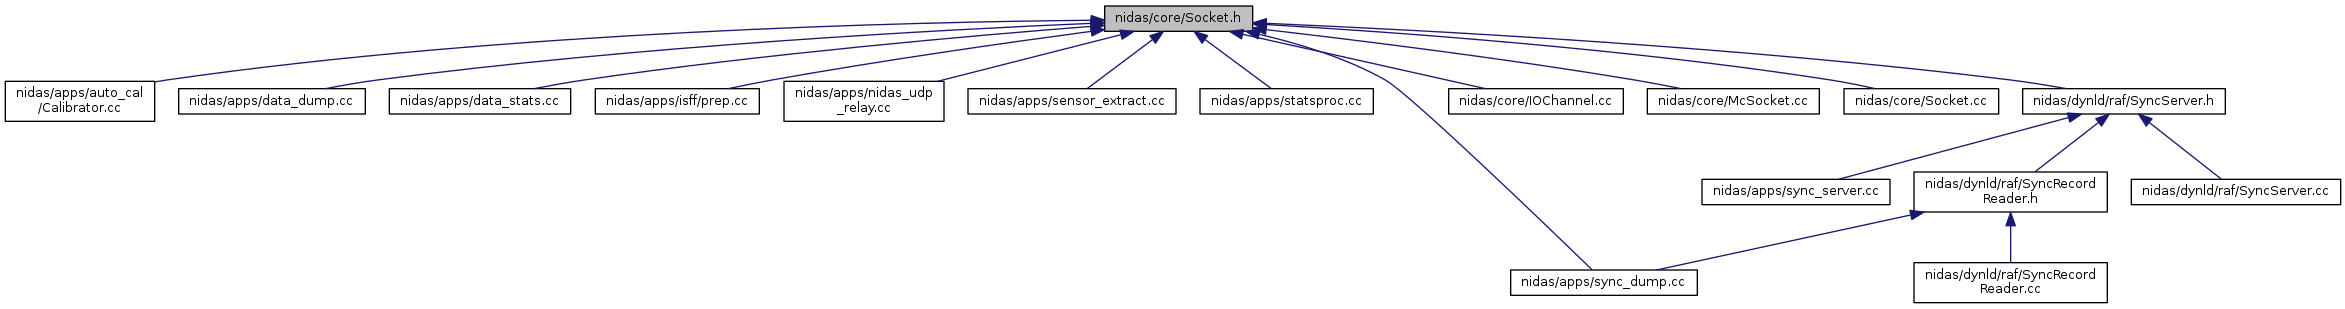 nidas/core/Socket.h
nidas/apps/auto_cal
/Calibrator.cc
nidas/apps/data_dump.cc
nidas/apps/data_stats.cc
nidas/apps/isff/prep.cc
nidas/apps/nidas_udp
_relay.cc
nidas/apps/sensor_extract.cc
nidas/apps/statsproc.cc
nidas/core/IOChannel.cc
nidas/core/McSocket.cc
nidas/core/Socket.cc
nidas/dynld/raf/SyncServer.h
nidas/apps/sync_server.cc
nidas/dynld/raf/SyncRecord
Reader.h
nidas/dynld/raf/SyncServer.cc
nidas/apps/sync_dump.cc
nidas/dynld/raf/SyncRecord
Reader.cc